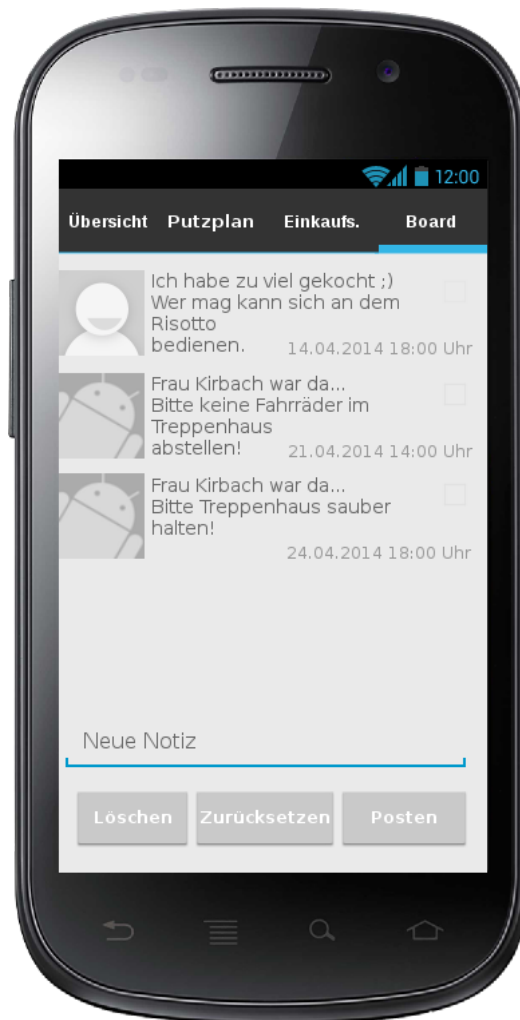 12:00
Übersicht Putzplan Einkaufs. Board
Ich habe zu viel gekocht ;)
Wer mag kann sich an dem
Risotto
bedienen. 14.04.2014 18:00 Uhr
Frau Kirbach war da...
Bitte keine Fahrräder im
Treppenhaus
abstellen! 21.04.2014 14:00 Uhr
Frau Kirbach war da...
Bitte Treppenhaus sauber
halten!
24.04.2014 18:00 Uhr
Neue Notiz
Löschen Zurücksetzen Posten